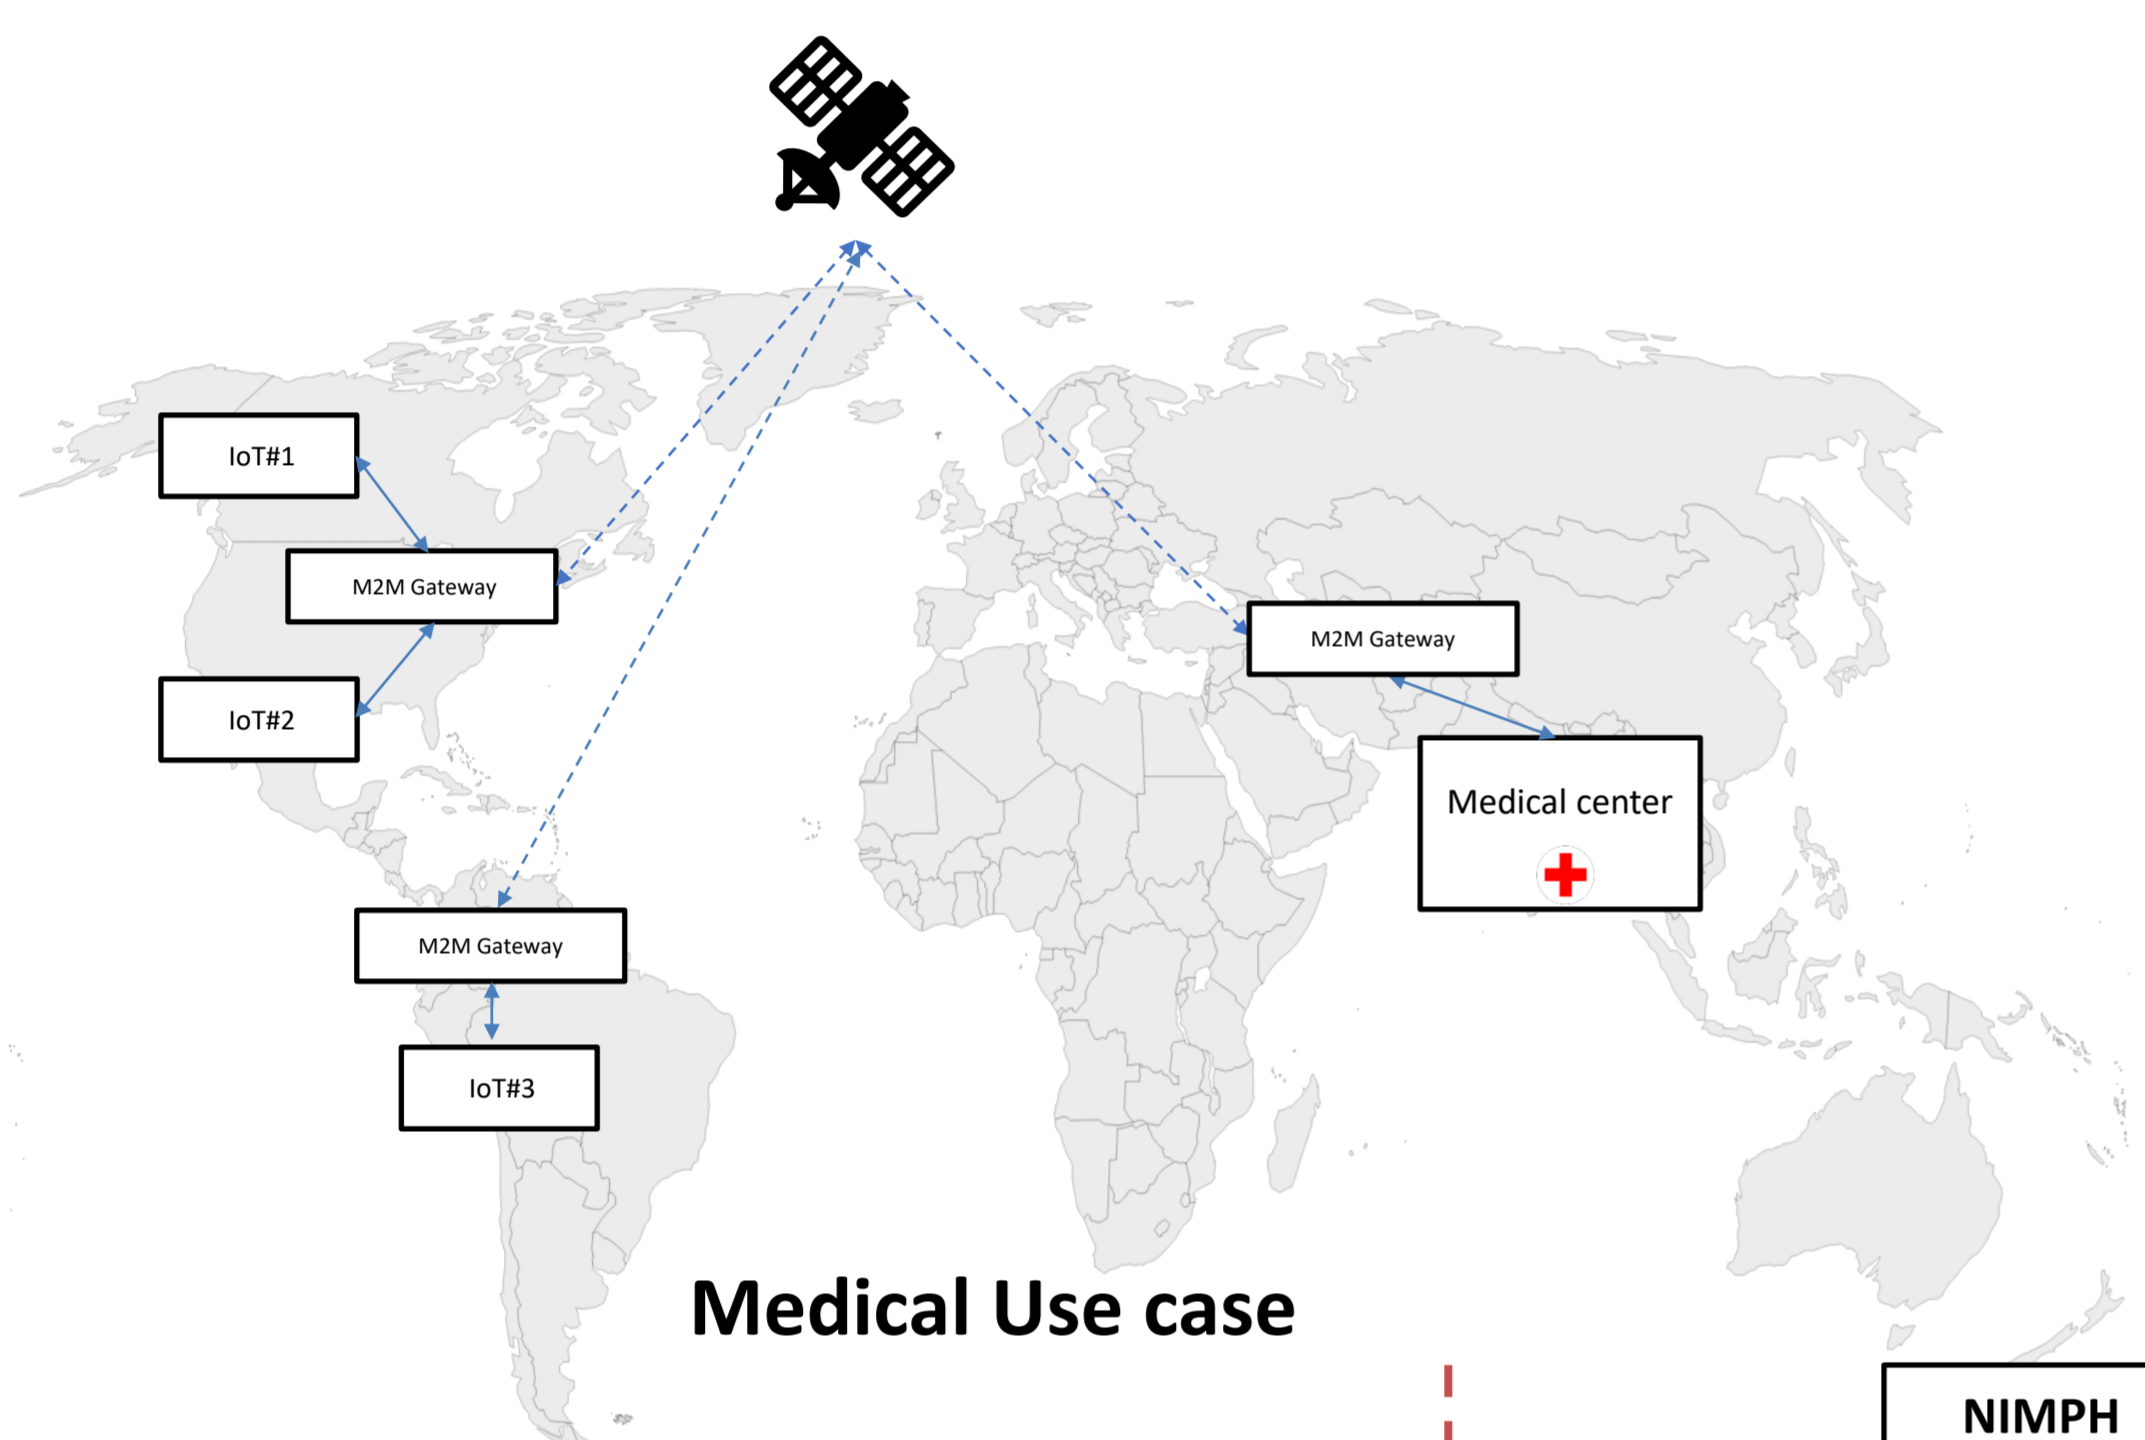 IoT#1
M2M Gateway
IoT#2
M2M Gateway
IoT#3
M2M Gateway
Medical center
Medical Use case
NIMPH